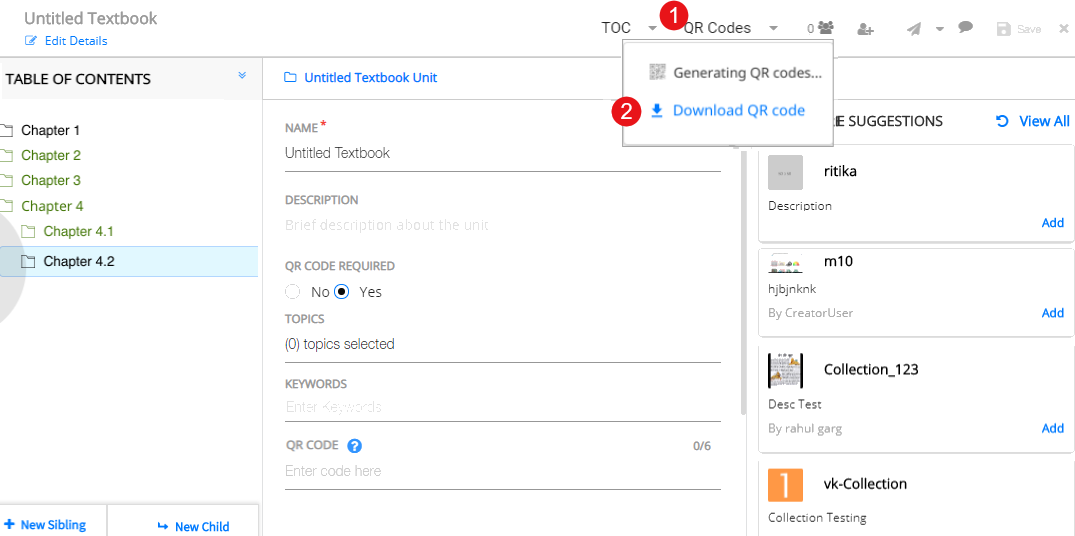 Untitled Textbook
Edit Details
TOC
1
QR Codes
0
Save
Generating QR codes...
2
Download QR code
TABLE OF CONTENTS
Chapter 1
Chapter 2
Chapter 3
Chapter 4
Chapter 4.1
Chapter 4.2
New Sibling
New Child
Untitled Textbook Unit
NAME*
Untitled Textbook
DESCRIPTION
Brief description about the unit
QR CODE REQUIRED
No Yes
TOPICS
(0) topics selected
KEYWORDS
Enter Keywords
QR CODE ? 0/6
Enter code here
SUGGESTIONS
View All
ritika
Description
Add
m10
hjbjnknk
By CreatorUser
Add
Collection_123
Desc Test
By rahul garg
Add
1
vk-Collection
Collection Testing